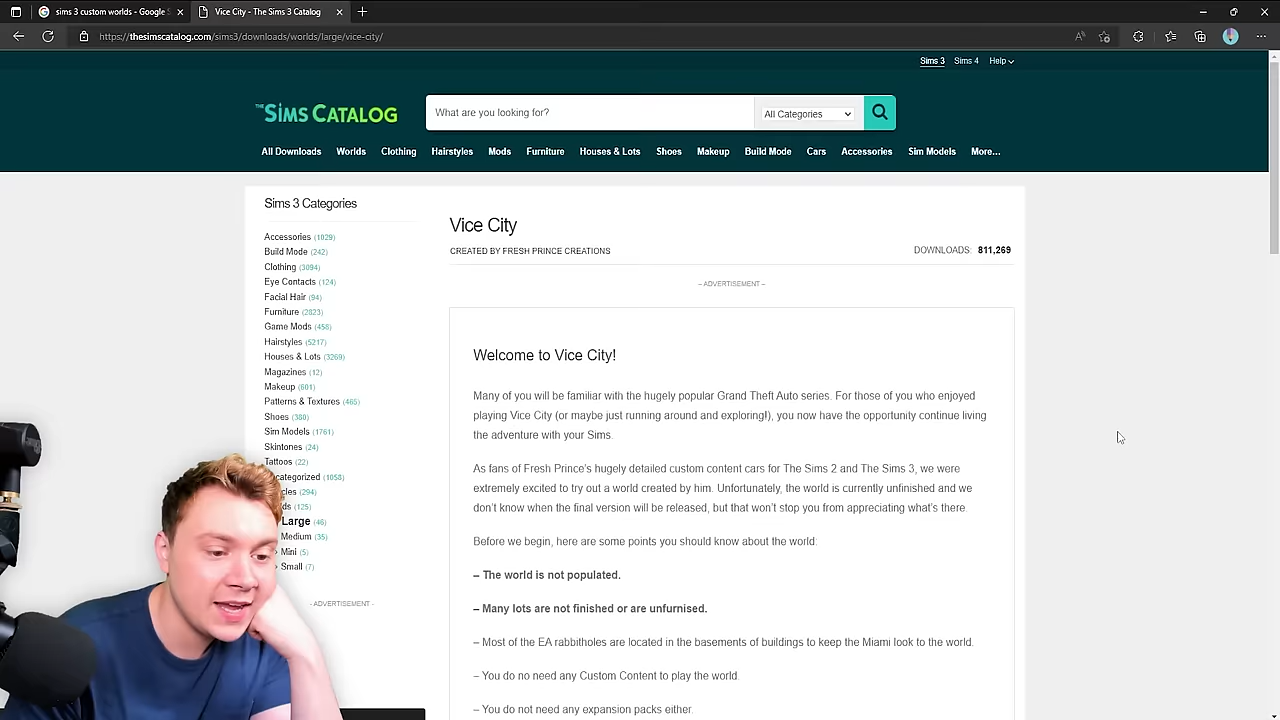 sims 3 custom worlds - Google S
Vice City - The Sims 3 Catalog
https://thesimscatalog.com/sims3/downloads/worlds/large/vice-city/
Sims 3 Sims 4 Help
THE SIMS CATALOG
What are you looking for?
All Categories
All Downloads Worlds Clothing Hairstyles Mods Furniture Houses & Lots Shoes Makeup Build Mode Cars Accessories Sim Models More...
Sims 3 Categories
Accessories (1029)
Build Mode (242)
Clothing (3094)
Eye Contacts (124)
Facial Hair (94)
Furniture (2823)
Game Mods (458)
Hairstyles (5217)
Houses & Lots (3269)
Magazines (12)
Makeup (601)
Patterns & Textures (465)
Shoes (380)
Sim Models (1761)
Skintones (24)
Tattoos (22)
categorized (1058)
cles (294)
ds (125)
Large (46)
Medium (35)
Mini (5)
Small (7)
- ADVERTISEMENT -
Vice City
CREATED BY FRESH PRINCE CREATIONS
DOWNLOADS: 811,269
– ADVERTISEMENT –
Welcome to Vice City!
Many of you will be familiar with the hugely popular Grand Theft Auto series. For those of you who enjoyed
playing Vice City (or maybe just running around and exploring!), you now have the opportunity continue living
the adventure with your Sims.
As fans of Fresh Prince's hugely detailed custom content cars for The Sims 2 and The Sims 3, we were
extremely excited to try out a world created by him. Unfortunately, the world is currently unfinished and we
don't know when the final version will be released, but that won't stop you from appreciating what's there.
Before we begin, here are some points you should know about the world:
– The world is not populated.
– Many lots are not finished or are unfurnised.
– Most of the EA rabbitholes are located in the basements of buildings to keep the Miami look to the world.
– You do no need any Custom Content to play the world.
– You do not need any expansion packs either.